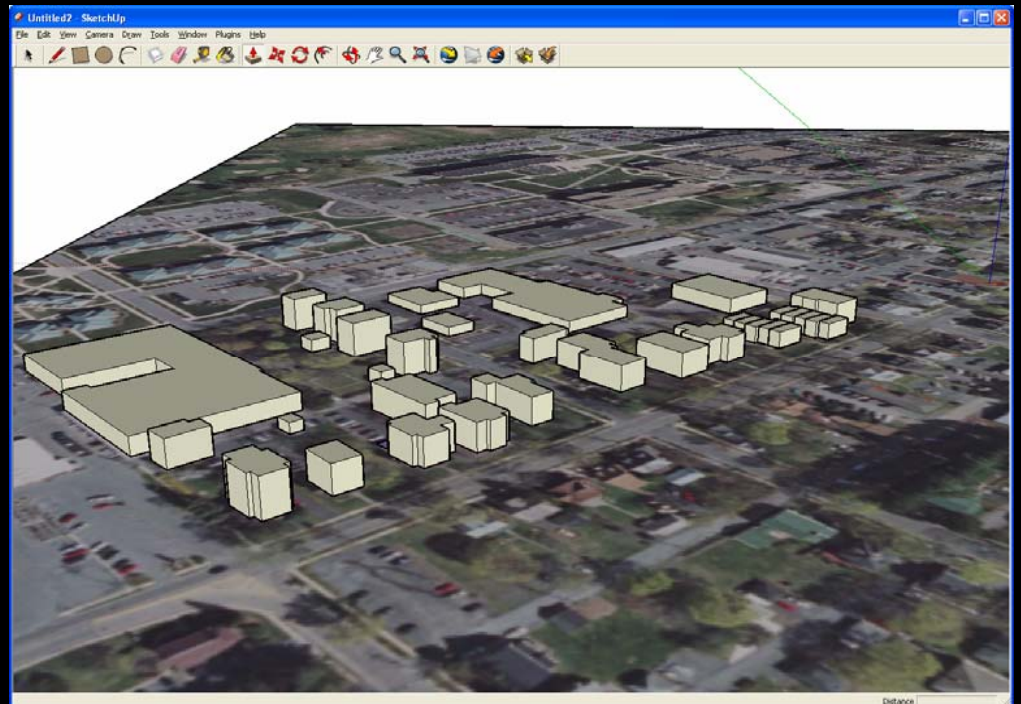 Untitled2 - SketchUp
File Edit View Camera Draw Tools Window Plugins Help
Distance